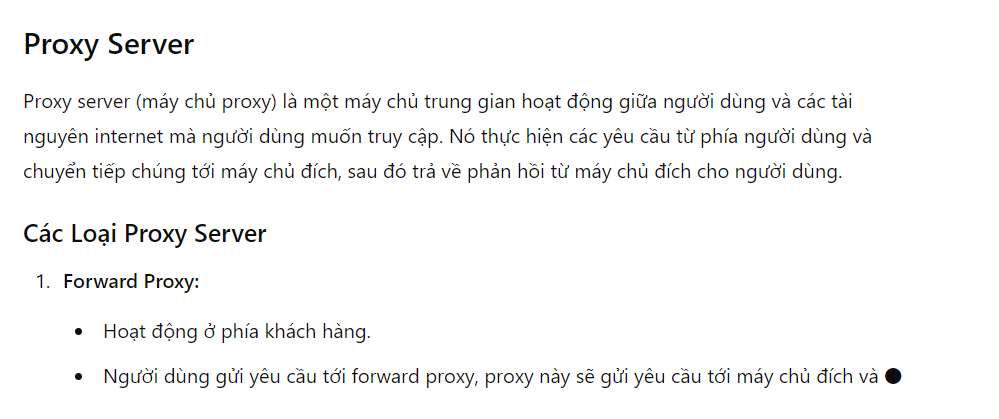 Proxy Server
Proxy server (máy chủ proxy) là một máy chủ trung gian hoạt động giữa người dùng và các tài
nguyên internet mà người dùng muốn truy cập. Nó thực hiện các yêu cầu từ phía người dùng và
chuyển tiếp chúng tới máy chủ đích, sau đó trả về phản hồi từ máy chủ đích cho người dùng.
Các Loại Proxy Server
1. Forward Proxy:
• Hoạt động ở phía khách hàng.
• Người dùng gửi yêu cầu tới forward proxy, proxy này sẽ gửi yêu cầu tới máy chủ đích và ●